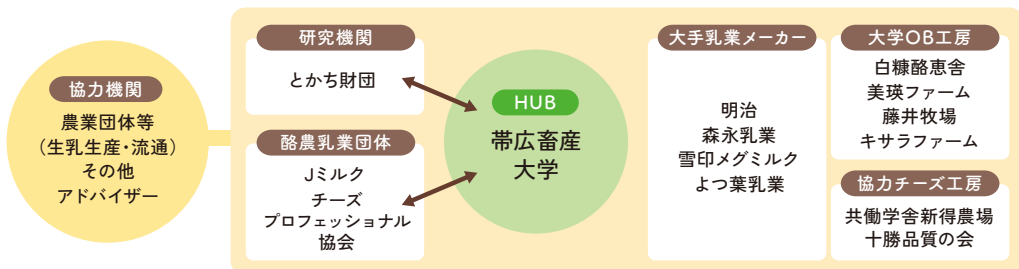 協力機関
農業団体等
（生乳生産・流通）
その他
アドバイザー
研究機関
とかち財団
酪農乳業団体
Jミルク
チーズ
プロフェッショナル
協会
HUB
帯広畜産
大学
大手乳業メーカー
明治
森永乳業
雪印メグミルク
よつ葉乳業
大学OB工房
白糠酪恵舎
美瑛ファーム
藤井牧場
キサラファーム
協力チーズ工房
共働学舎新得農場
十勝品質の会